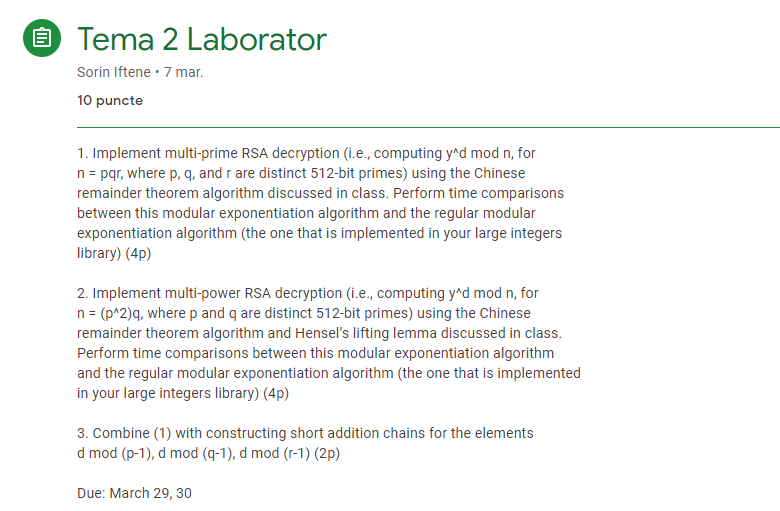 Tema 2 Laborator
Sorin Iftene • 7 mar.
10 puncte
1. Implement multi-prime RSA decryption (i.e., computing y^d mod n, for
n = pqr, where p, q, and r are distinct 512-bit primes) using the Chinese
remainder theorem algorithm discussed in class. Perform time comparisons
between this modular exponentiation algorithm and the regular modular
exponentiation algorithm (the one that is implemented in your large integers
library) (4p)
2. Implement multi-power RSA decryption (i.e., computing y^d mod n, for
n = (p^2)q, where p and q are distinct 512-bit primes) using the Chinese
remainder theorem algorithm and Hensel’s lifting lemma discussed in class.
Perform time comparisons between this modular exponentiation algorithm
and the regular modular exponentiation algorithm (the one that is implemented
in your large integers library) (4p)
3. Combine (1) with constructing short addition chains for the elements
d mod (p-1), d mod (q-1), d mod (r-1) (2p)
Due: March 29, 30